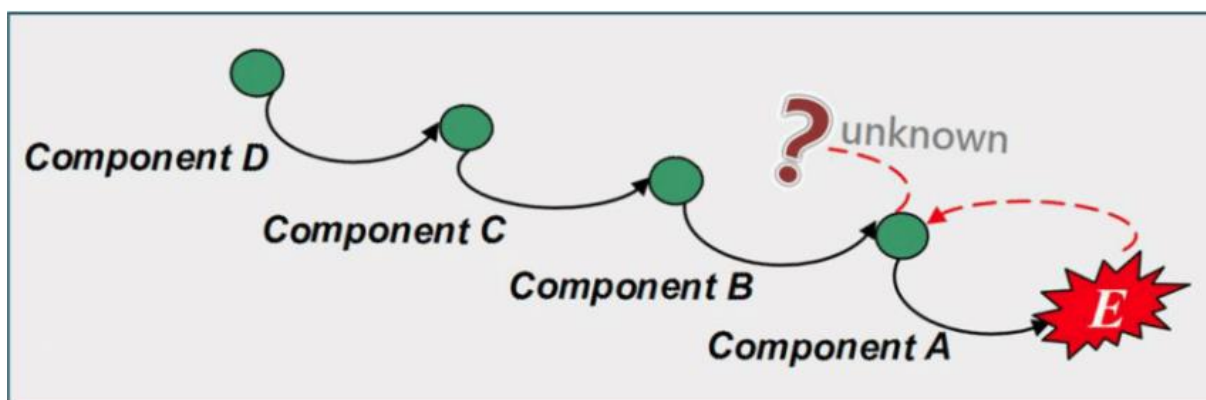 ? unknown
Component D
Component C
Component B
Component A
E